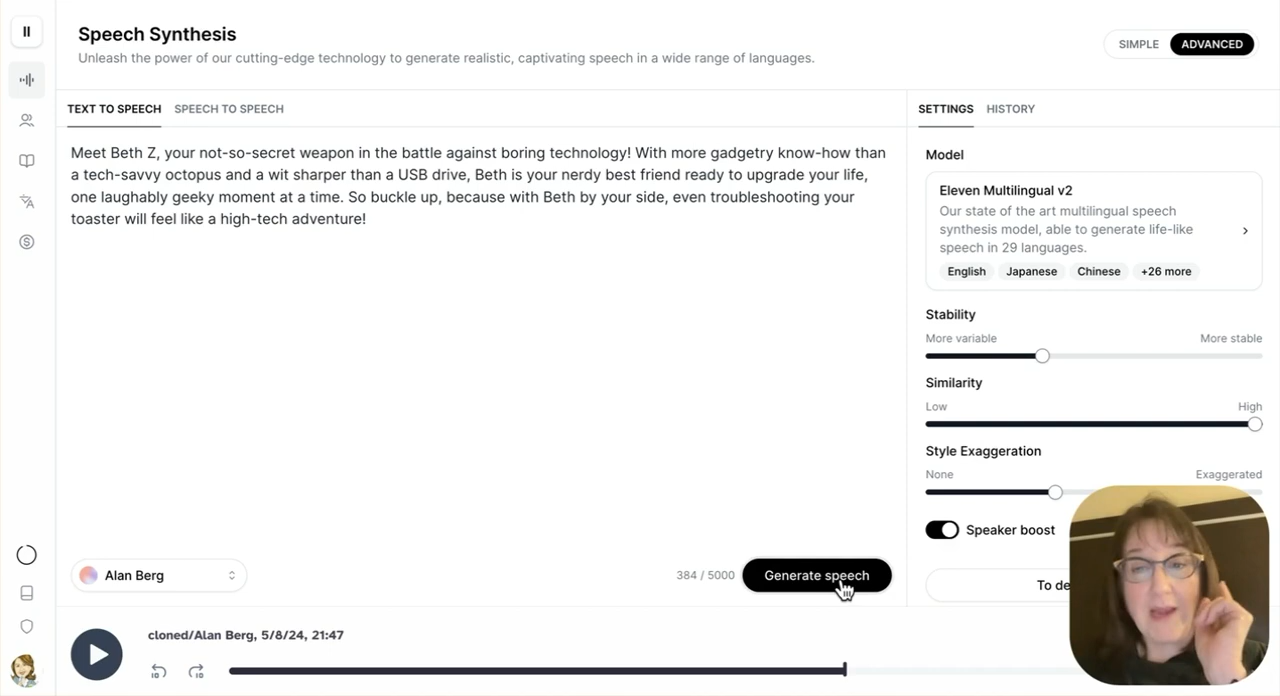 Speech Synthesis
Unleash the power of our cutting-edge technology to generate realistic, captivating speech in a wide range of languages.
SIMPLE ADVANCED
TEXT TO SPEECH SPEECH TO SPEECH
SETTINGS HISTORY
Meet Beth Z, your not-so-secret weapon in the battle against boring technology! With more gadgetry know-how than
a tech-savvy octopus and a wit sharper than a USB drive, Beth is your nerdy best friend ready to upgrade your life,
one laughably geeky moment at a time. So buckle up, because with Beth by your side, even troubleshooting your
toaster will feel like a high-tech adventure!
Alan Berg
384 / 5000
Generate speech
Model
Eleven Multilingual v2
Our state of the art multilingual speech
synthesis model, able to generate life-like
speech in 29 languages.
English Japanese Chinese +26 more
Stability
More variable More stable
Similarity
Low High
Style Exaggeration
None Exaggerated
Speaker boost
To de
cloned/Alan Berg, 5/8/24, 21:47
10 10